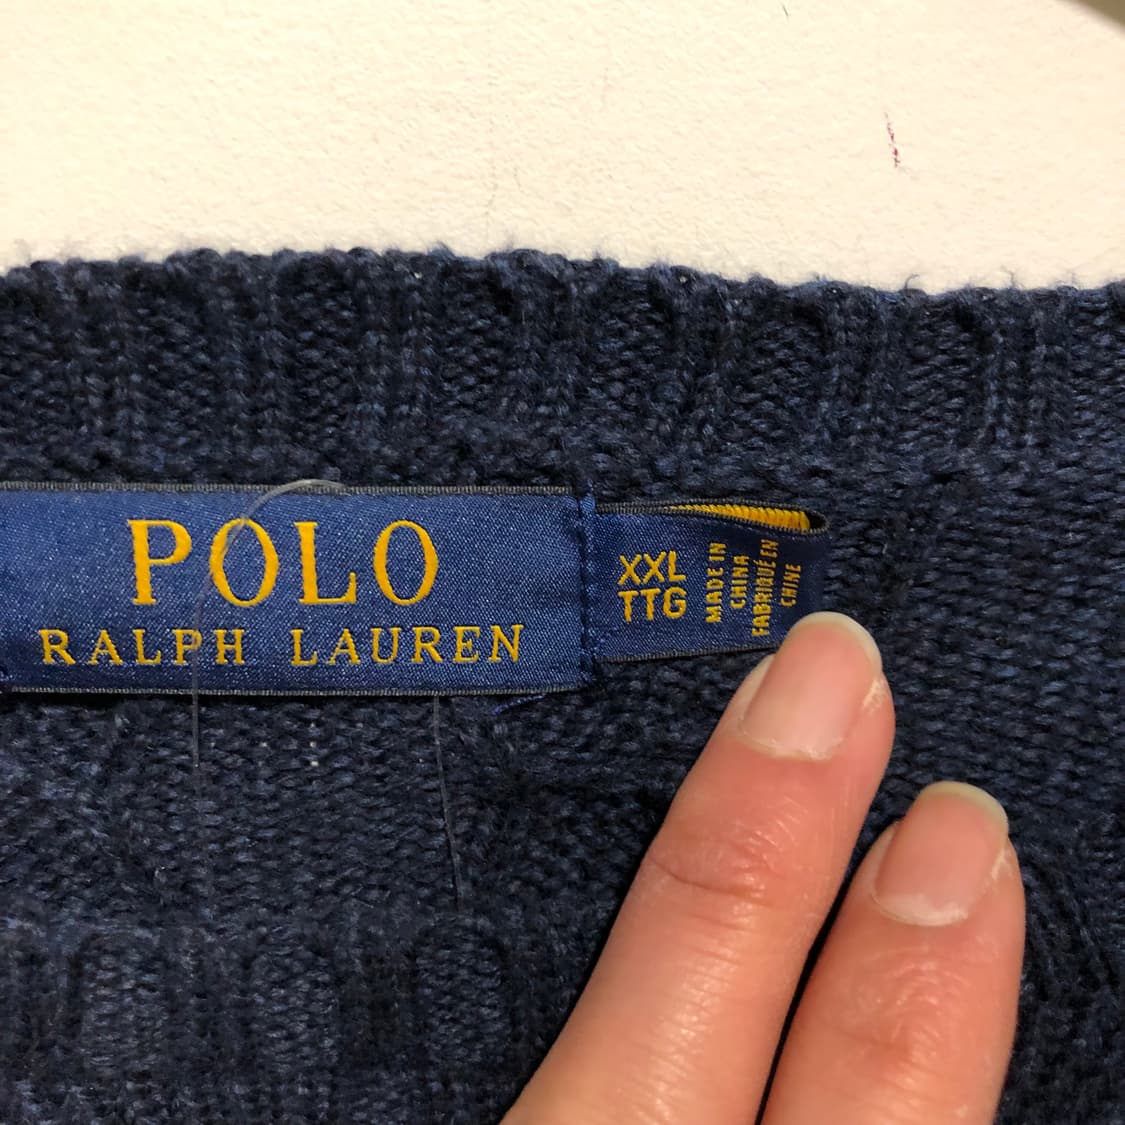 POLO
RALPH LAUREN
XXL
TTG
MADE IN
CHINA
FABRIQUÉ EN
CHINE